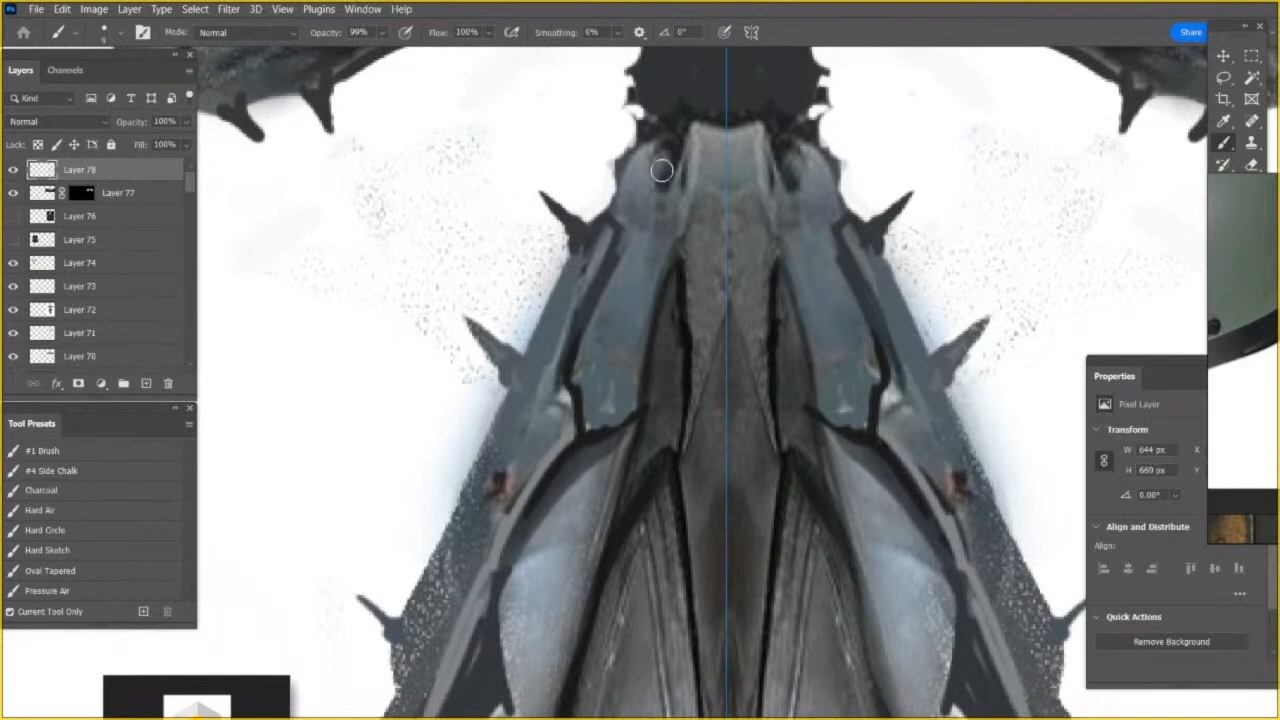 Ps File Edit Image Layer Type Select Filter 3D View Plugins Window Help
Mode: Normal Opacity: 99% Flow: 100% Smoothing: 0% 0° Share
Layers Channels
Kind
Normal Opacity: 100%
Lock: Fill: 100%
Layer 78
Layer 77
Layer 76
Layer 75
Layer 74
Layer 73
Layer 72
Layer 71
Layer 70
fx
Tool Presets
#1 Brush
#4 Side Chalk
Charcoal
Hard Air
Hard Circle
Hard Sketch
Oval Tapered
Pressure Air
Current Tool Only
Properties
Pixel Layer
Transform
W 644 px X
H 669 px Y
0.00°
Align and Distribute
Align:
Quick Actions
Remove Background